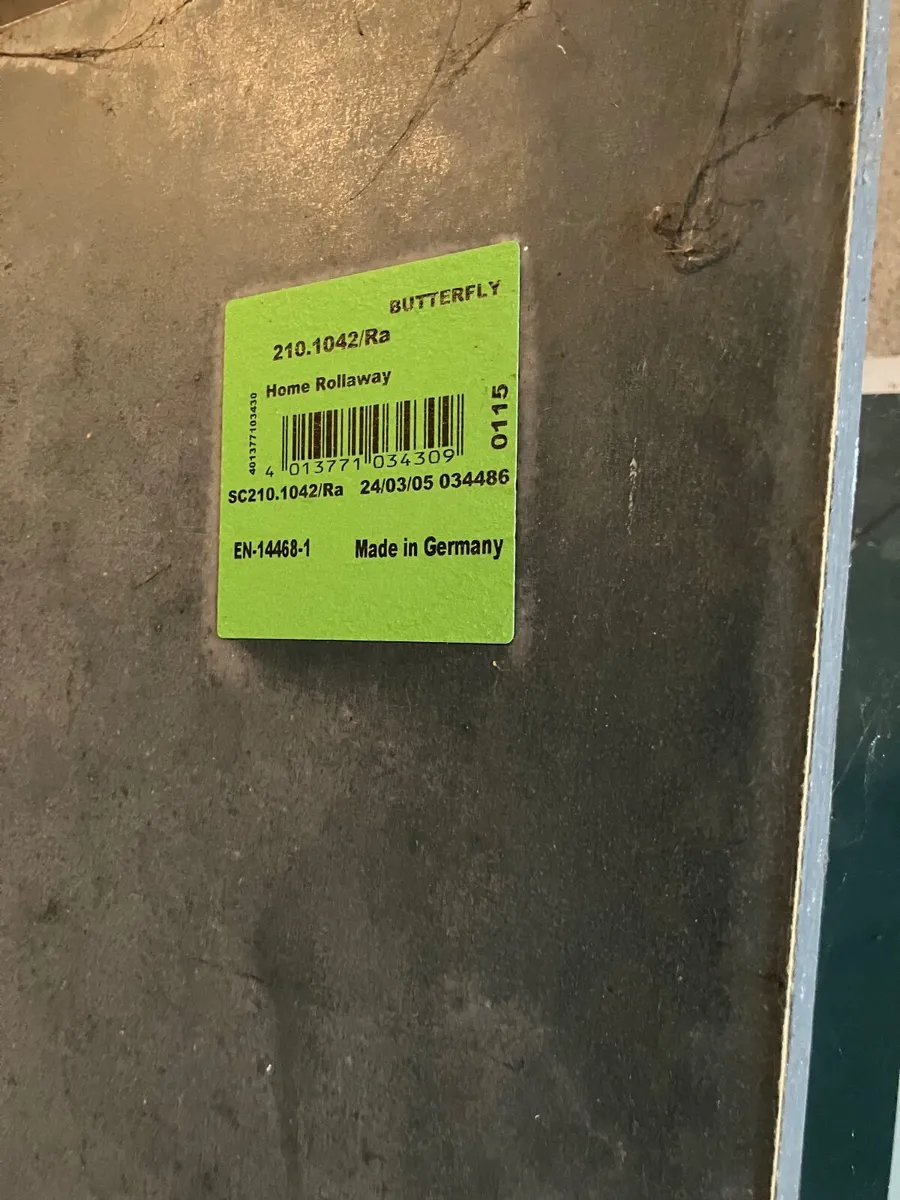 BUTTERFLY
210.1042/Ra
Home Rollaway
401377103430
0115
4 013771 034309
SC210.1042/Ra 24/03/05 034486
EN-14468-1 Made in Germany